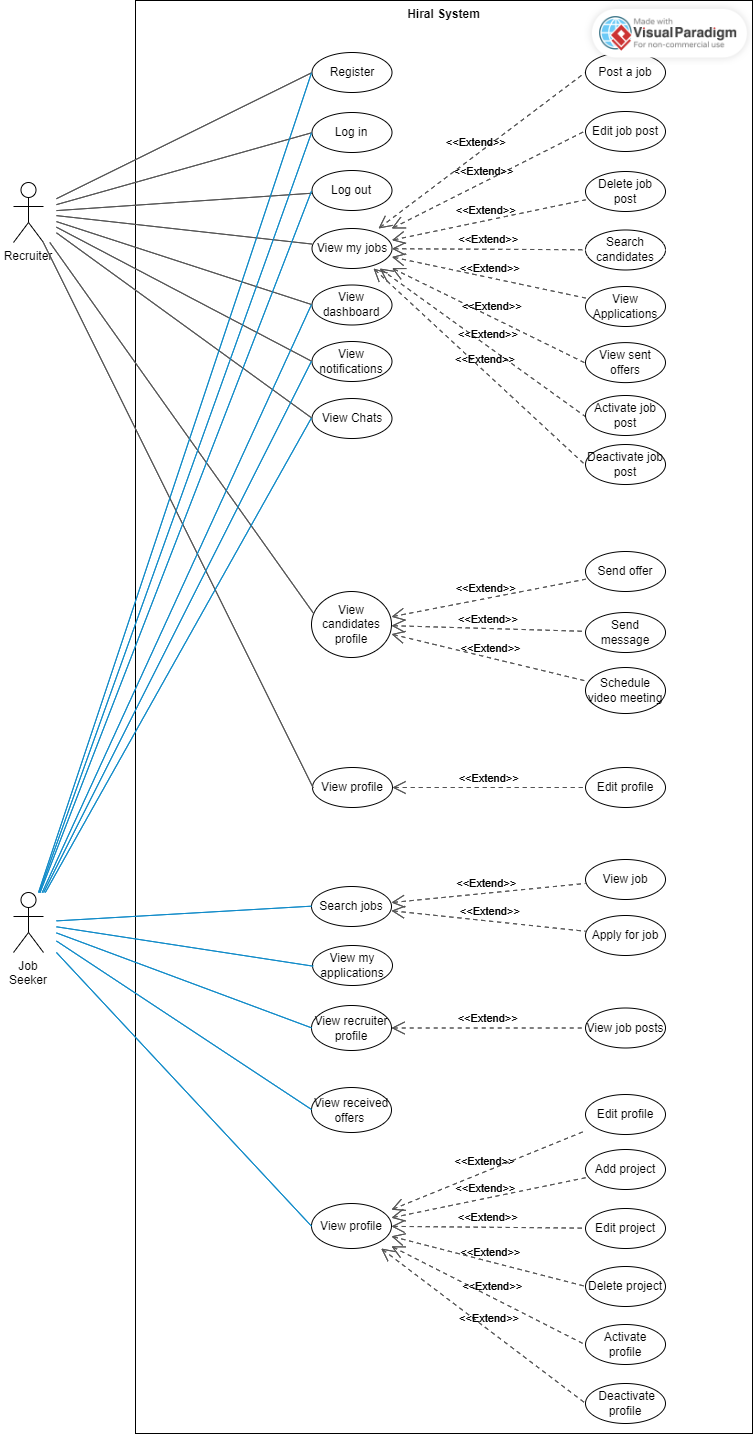 Hiral System
Made with
VisualParadigm
For non-commercial use
Register
Post a job
<<Extend>>
Log in
Edit job post
<<Extend>>
Log out
Delete job
post
<<Extend>>
Recruiter
View my jobs
<<Extend>>
Search
candidates
<<Extend>>
View
dashboard
View
Applications
<<Extend>>
<<Extend>>
View
notifications
View sent
offers
<<Extend>>
View Chats
Activate job
post
Deactivate job
post
Send offer
<<Extend>>
View
candidates
profile
<<Extend>>
Send
message
<<Extend>>
Schedule
video meeting
View profile
<<Extend>>
Edit profile
Job
Seeker
Search jobs
<<Extend>>
View job
<<Extend>>
Apply for job
View my
applications
View recruiter
profile
<<Extend>>
View job posts
View received
offers
Edit profile
<<Extend>>
Add project
<<Extend>>
View profile
<<Extend>>
Edit project
<<Extend>>
Delete project
<<Extend>>
Activate
profile
<<Extend>>
Deactivate
profile